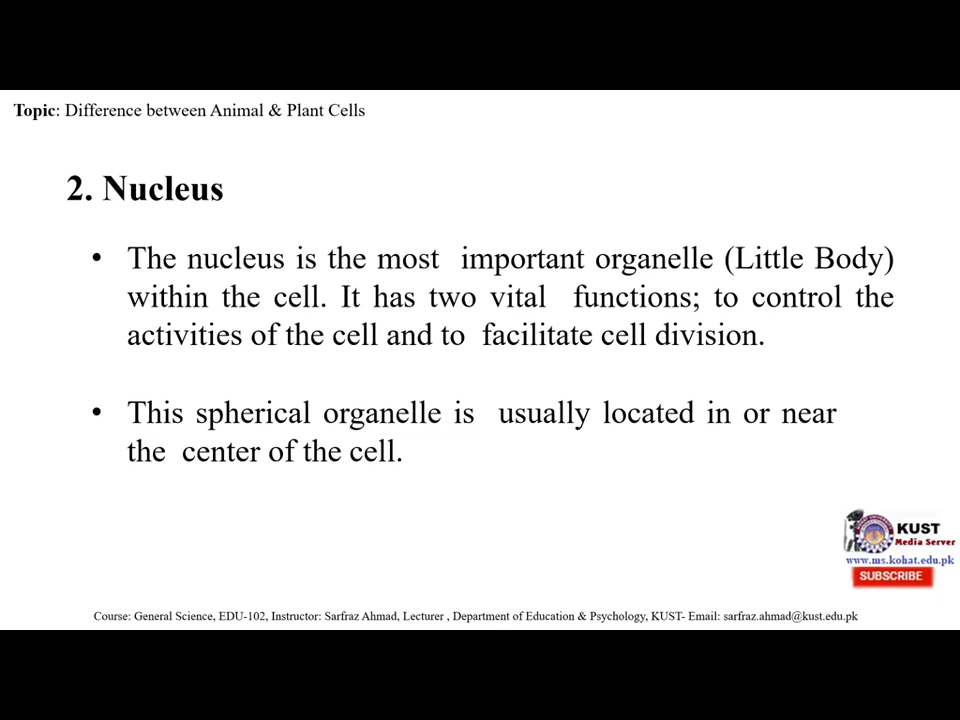 Topic: Difference between Animal & Plant Cells
2. Nucleus
• The nucleus is the most important organelle (Little Body)
within the cell. It has two vital functions; to control the
activities of the cell and to facilitate cell division.
• This spherical organelle is usually located in or near
the center of the cell.
KUST
Media Server
www.ms.kohat.edu.pk
SUBSCRIBE
Course: General Science, EDU-102, Instructor: Sarfraz Ahmad, Lecturer , Department of Education & Psychology, KUST- Email: sarfraz.ahmad@kust.edu.pk